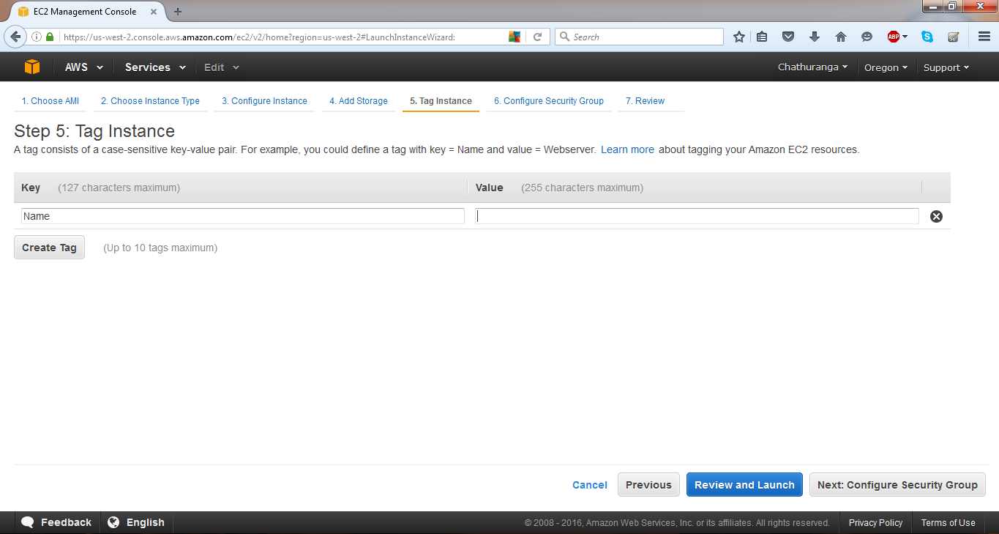 EC2 Management Console
https://us-west-2.console.aws.amazon.com/ec2/v2/home?region=us-west-2#LaunchInstanceWizard:
Search
ABP
AWS Services Edit Chathuranga Oregon Support
1. Choose AMI 2. Choose Instance Type 3. Configure Instance 4. Add Storage 5. Tag Instance 6. Configure Security Group 7. Review
Step 5: Tag Instance
A tag consists of a case-sensitive key-value pair. For example, you could define a tag with key = Name and value = Webserver. Learn more about tagging your Amazon EC2 resources.
Key (127 characters maximum) Value (255 characters maximum)
Name
Create Tag (Up to 10 tags maximum)
Cancel Previous Review and Launch Next: Configure Security Group
Feedback English © 2008 - 2016, Amazon Web Services, Inc. or its affiliates. All rights reserved. Privacy Policy Terms of Use